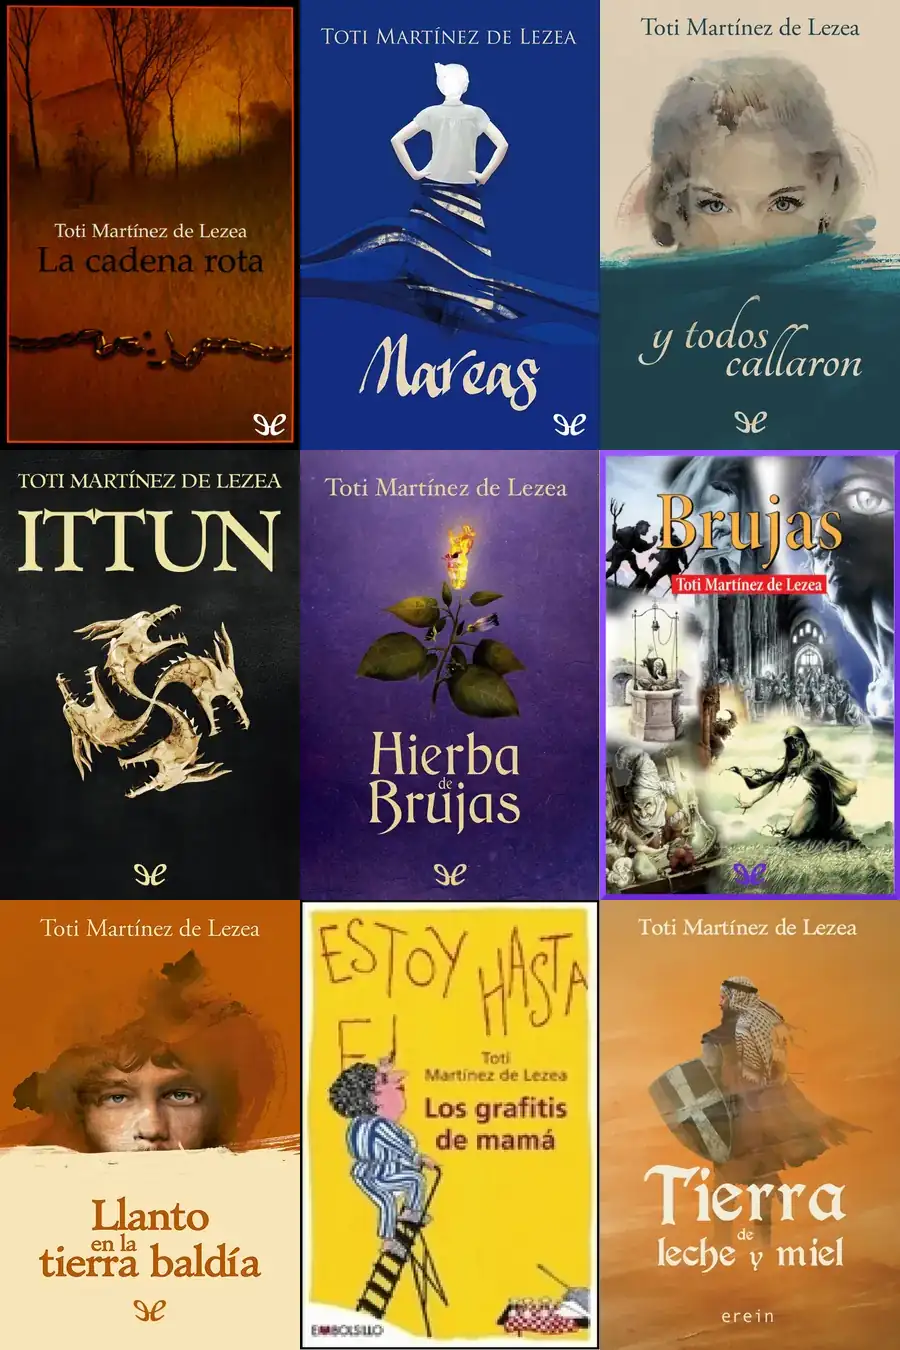 Toti Martínez de Lezea
La cadena rota
TOTI MARTÍNEZ DE LEZEA
Mareas
Toti Martínez de Lezea
y todos
callaron
TOTI MARTÍNEZ DE LEZEA
ITTUN
Toti Martínez de Lezea
Hierba
de
Brujas
Brujas
Toti Martínez de Lezea
Toti Martínez de Lezea
Llanto
en la
tierra baldía
ESTOY HASTA
EL
Toti
Martínez de Lezea
Los grafitis
de mamá
EMBOLSILLO
Toti Martínez de Lezea
Tierra
de
leche y miel
erein